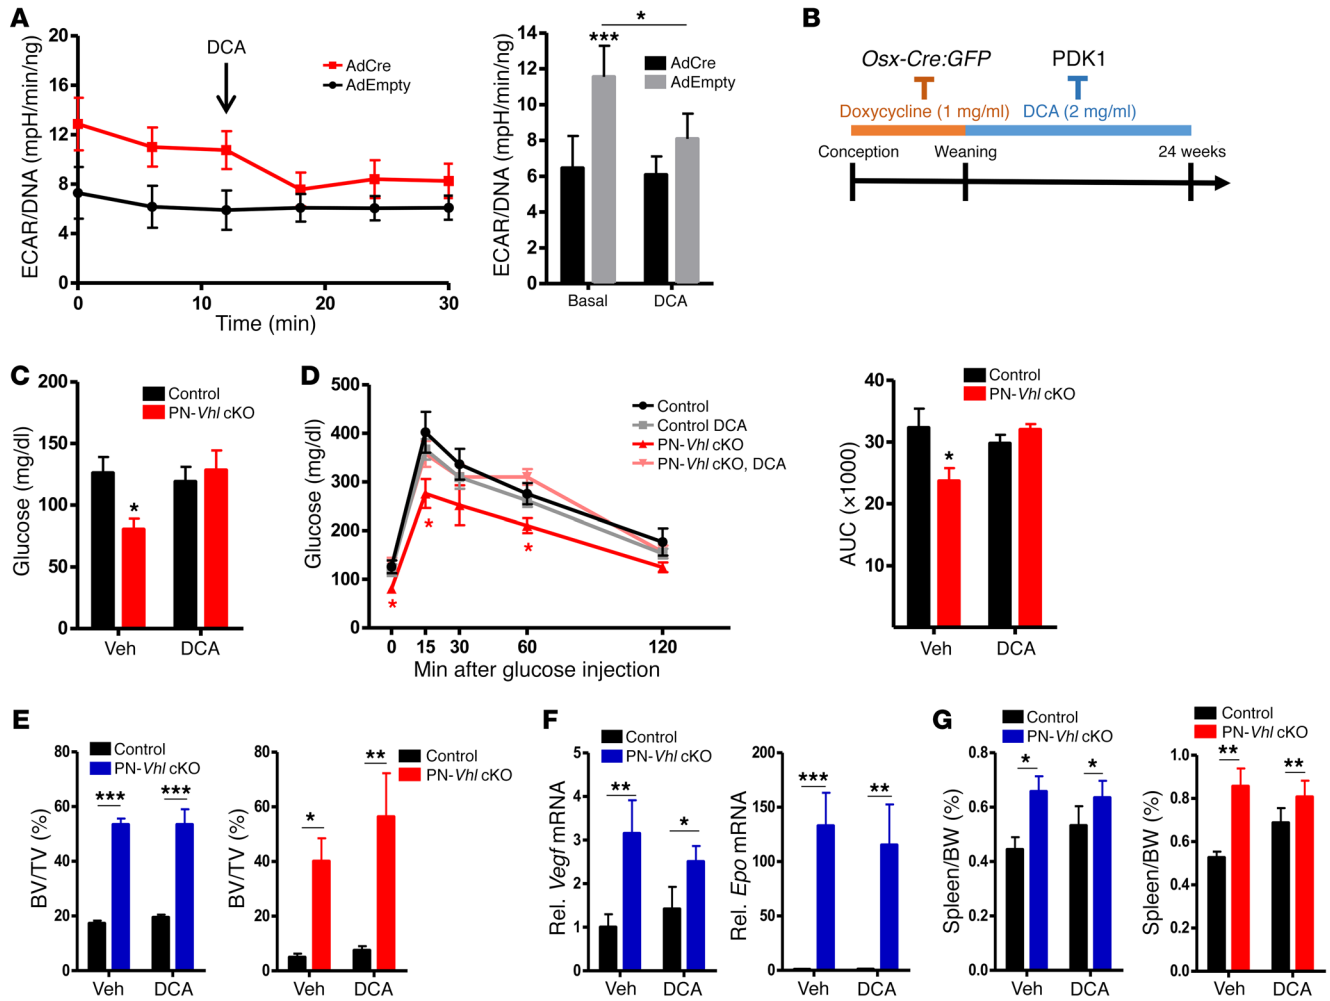 A
ECAR/DNA (mpH/min/ng)
20
16
12
8
4
0
DCA
AdCre
AdEmpty
0
10
20
30
Time (min)
ECAR/DNA (mpH/min/ng)
14
12
10
8
6
4
2
0
***
*
AdCre
AdEmpty
Basal
DCA
B
Osx-Cre:GFP
PDK1
Doxycycline (1 mg/ml)
DCA (2 mg/ml)
Conception
Weaning
24 weeks
C
Glucose (mg/dl)
200
150
100
50
0
Control
PN-Vhl cKO
*
Veh
DCA
D
Glucose (mg/dl)
500
400
300
200
100
0
Control
Control DCA
PN-Vhl cKO
PN-Vhl cKO, DCA
*
*
*
0
15
30
60
120
Min after glucose injection
AUC (×1000)
40
30
20
10
Control
PN-Vhl cKO
*
Veh
DCA
E
BV/TV (%)
80
60
40
20
0
Control
PN-Vhl cKO
***
***
Veh
DCA
BV/TV (%)
80
60
40
20
0
Control
PN-Vhl cKO
*
**
Veh
DCA
F
Rel. Vegf mRNA
5
4
3
2
1
0
Control
PN-Vhl cKO
**
*
Veh
DCA
Rel. Epo mRNA
200
150
100
50
0
***
**
Veh
DCA
G
Spleen/BW (%)
0.8
0.6
0.4
0.2
0.0
Control
PN-Vhl cKO
*
*
Veh
DCA
Spleen/BW (%)
1.0
0.8
0.6
0.4
0.2
0.0
Control
PN-Vhl cKO
**
**
Veh
DCA